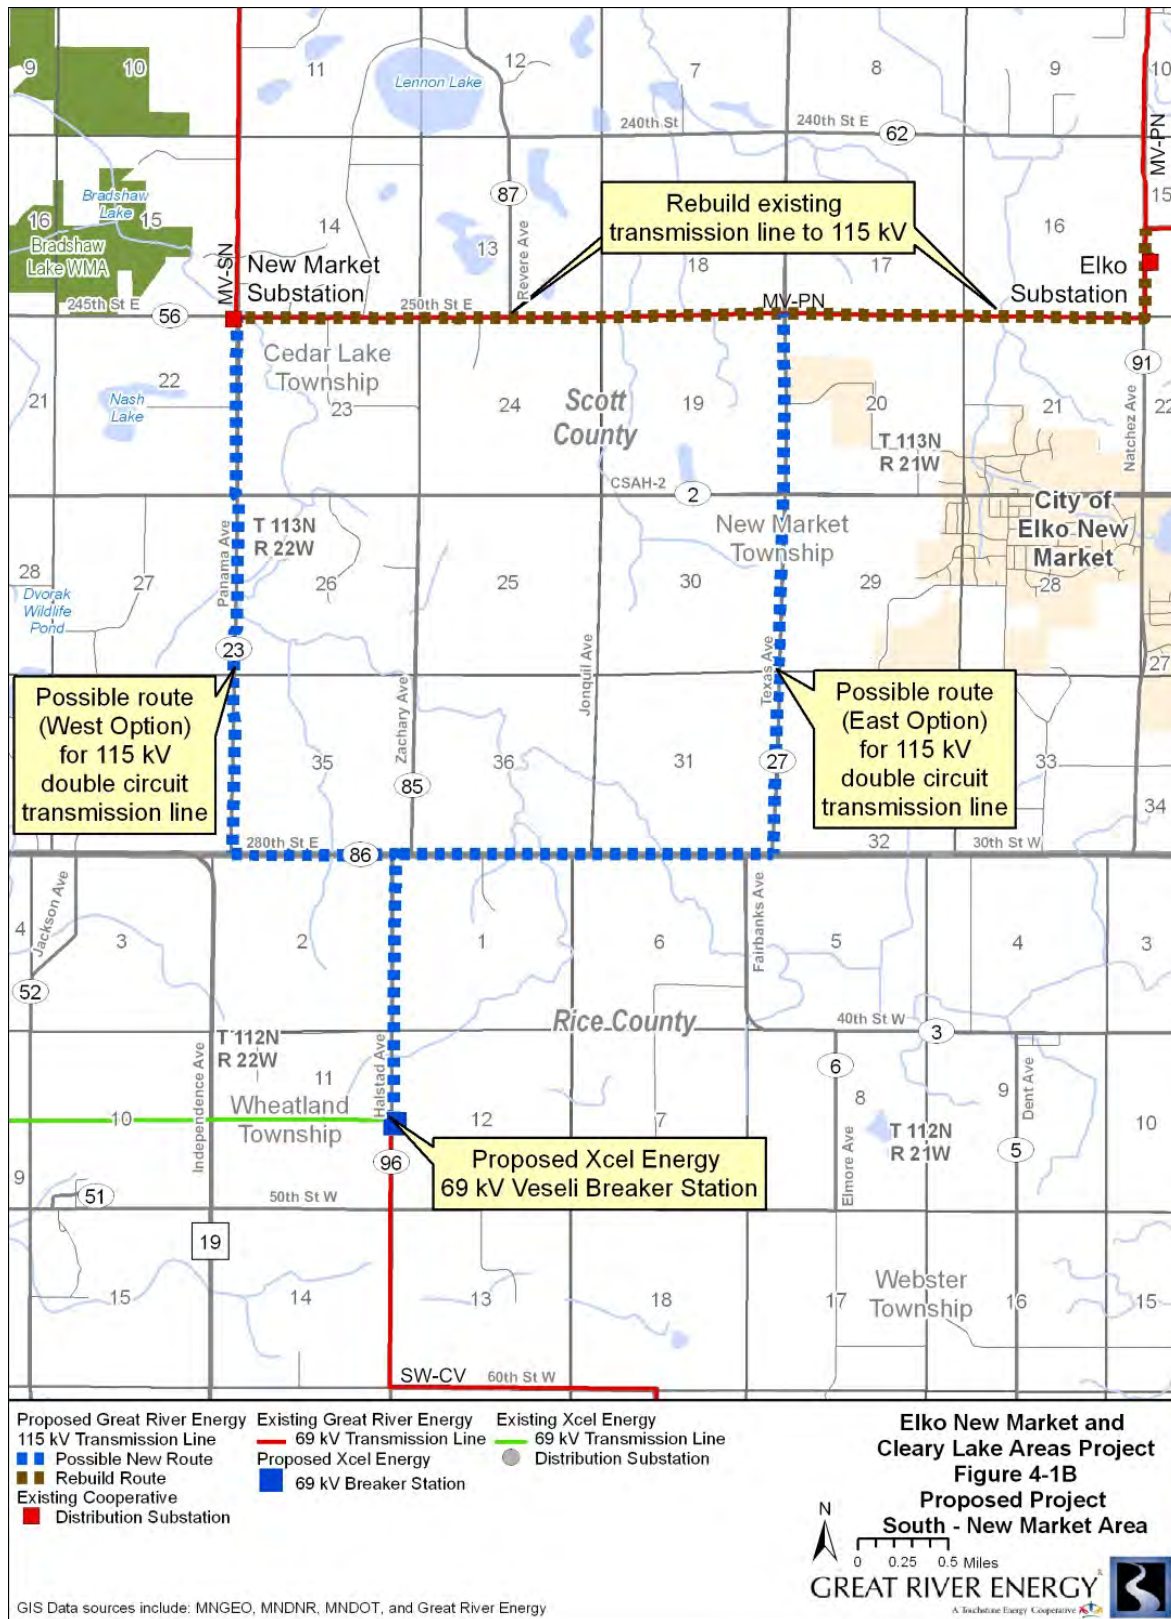 9
10
11
12
7
8
9
10
Lennon Lake
240th St
240th St E
62
MV-PN
87
Rebuild existing
transmission line to 115 kV
Bradshaw
Lake
16
15
14
13
18
17
16
15
Bradshaw
Lake WMA
MV-SN
New Market
Substation
Revere Ave
Elko
Substation
245th St E
56
250th St E
MV-PN
Cedar Lake
Township
91
21
22
Nash
Lake
23
24
Scott
County
19
20
21
22
T 113N
R 21W
Natchez Ave
CSAH-2
2
Panama Ave
T 113N
R 22W
New Market
Township
City of
Elko New
Market
28
27
26
25
30
29
28
Dvorak
Wildlife
Pond
23
Jonquil Ave
Texas Ave
27
Possible route
(West Option)
for 115 kV
double circuit
transmission line
Zachary Ave
Possible route
(East Option)
for 115 kV
double circuit
transmission line
35
36
31
27
33
85
34
280th St E
86
32
30th St W
Jackson Ave
4
3
2
1
6
Fairbanks Ave
5
4
3
52
Rice County
40th St W
3
T 112N
R 22W
Independence Ave
Halstad Ave
6
11
Wheatland
Township
10
12
7
8
9
Dent Ave
10
T 112N
R 21W
Elmore Ave
5
9
96
Proposed Xcel Energy
69 kV Veseli Breaker Station
51
50th St W
19
Webster
Township
15
14
13
18
17
16
15
SW-CV
60th St W
Proposed Great River Energy
115 kV Transmission Line
Possible New Route
Rebuild Route
Existing Cooperative
Distribution Substation
Existing Great River Energy
69 kV Transmission Line
Proposed Xcel Energy
69 kV Breaker Station
Existing Xcel Energy
69 kV Transmission Line
Distribution Substation
Elko New Market and
Cleary Lake Areas Project
Figure 4-1B
Proposed Project
South - New Market Area
N
0 0.25 0.5 Miles
GREAT RIVER ENERGY
A Touchstone Energy Cooperative
GIS Data sources include: MNGEO, MNDNR, MNDOT, and Great River Energy